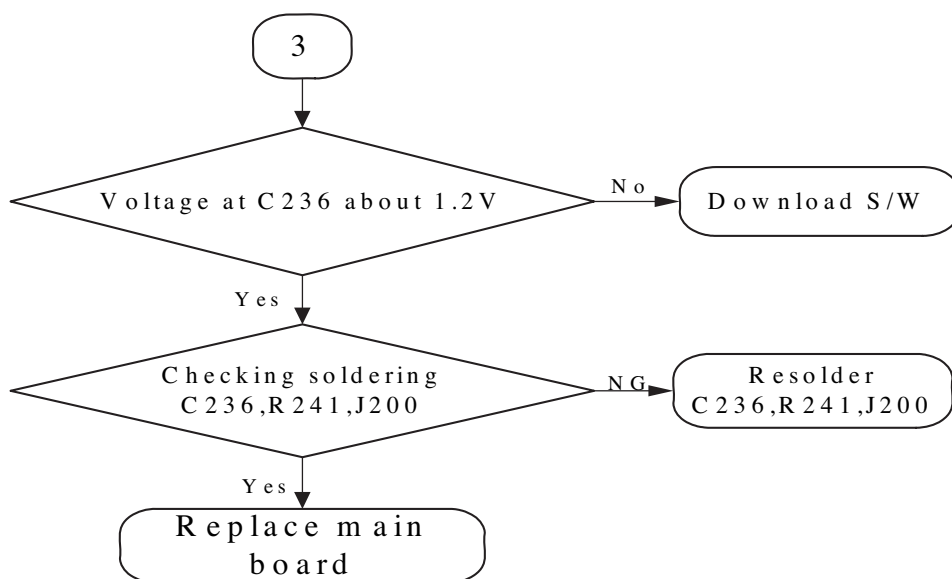 3
Voltage at C236 about 1.2V
No
Download S/W
Yes
Checking soldering
C236,R241,J200
NG
Resolder
C236,R241,J200
Yes
Replace main
board